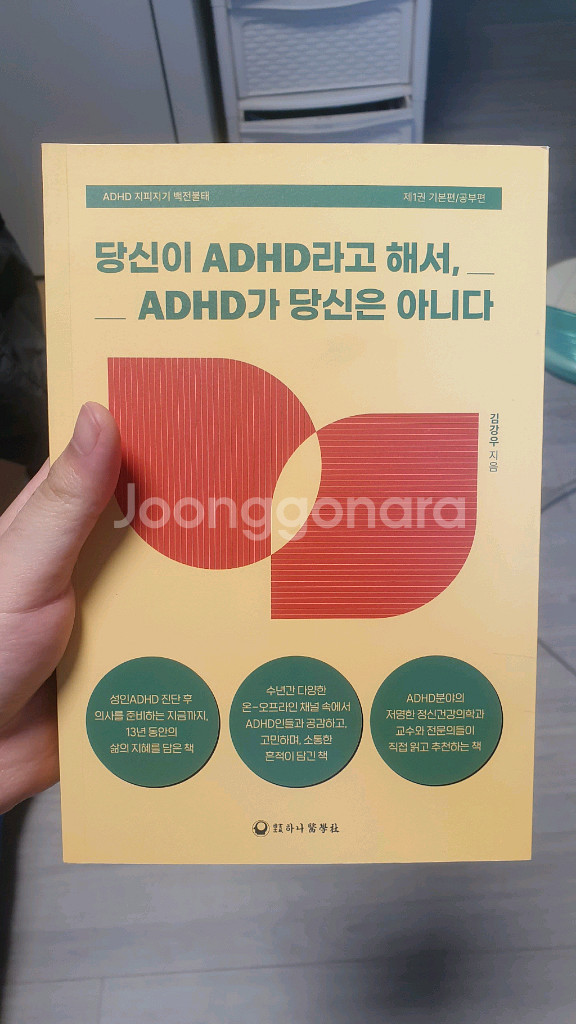 ADHD 지피지기 백전불태
제1권 기본편/공부편
당신이 ADHD라고 해서, __
__ ADHD가 당신은 아니다
김강우 지음
Joonggonara
성인ADHD 진단 후
의사를 준비하는 지금까지,
13년 동안의
삶의 지혜를 담은 책
수년간 다양한
온-오프라인 채널 속에서
ADHD인들과 공감하고,
고민하며, 소통한
흔적이 담긴 책
ADHD분야의
저명한 정신건강의학과
교수와 전문의들이
직접 읽고 추천하는 책
하나醫學社